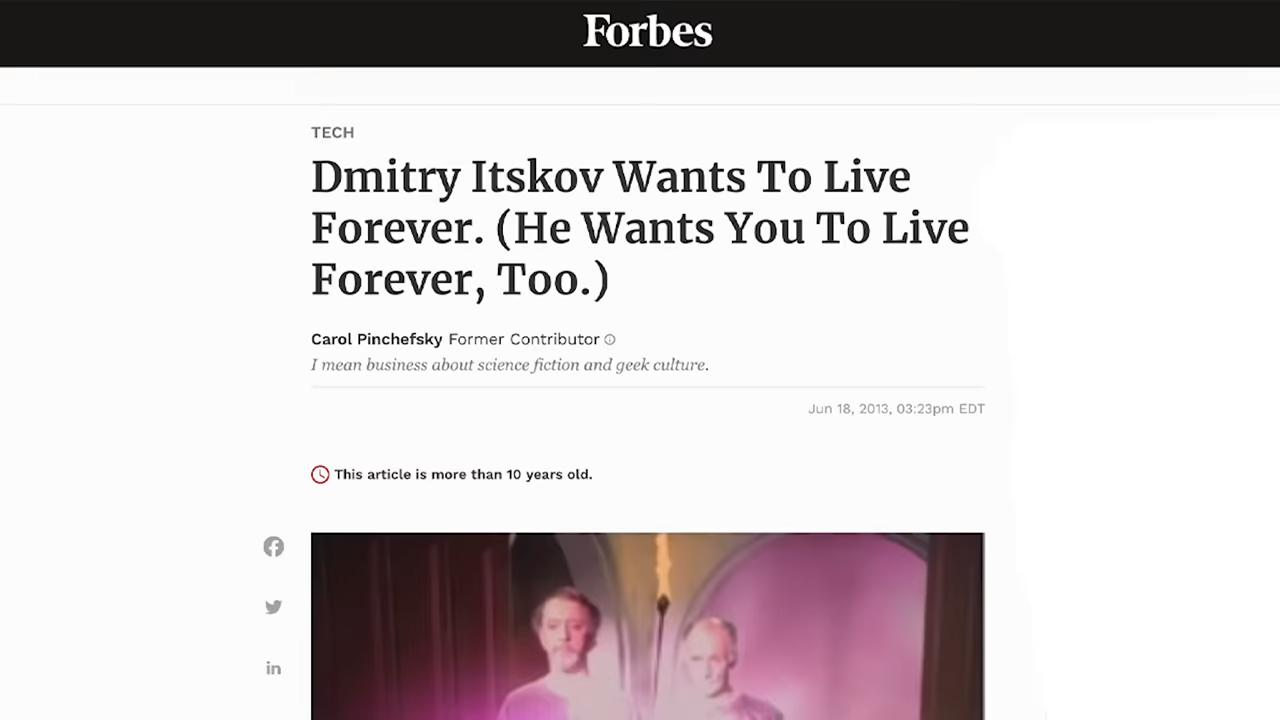 Forbes
TECH
Dmitry Itskov Wants To Live
Forever. (He Wants You To Live
Forever, Too.)
Carol Pinchefsky Former Contributor
I mean business about science fiction and geek culture.
Jun 18, 2013, 03:23pm EDT
This article is more than 10 years old.
in